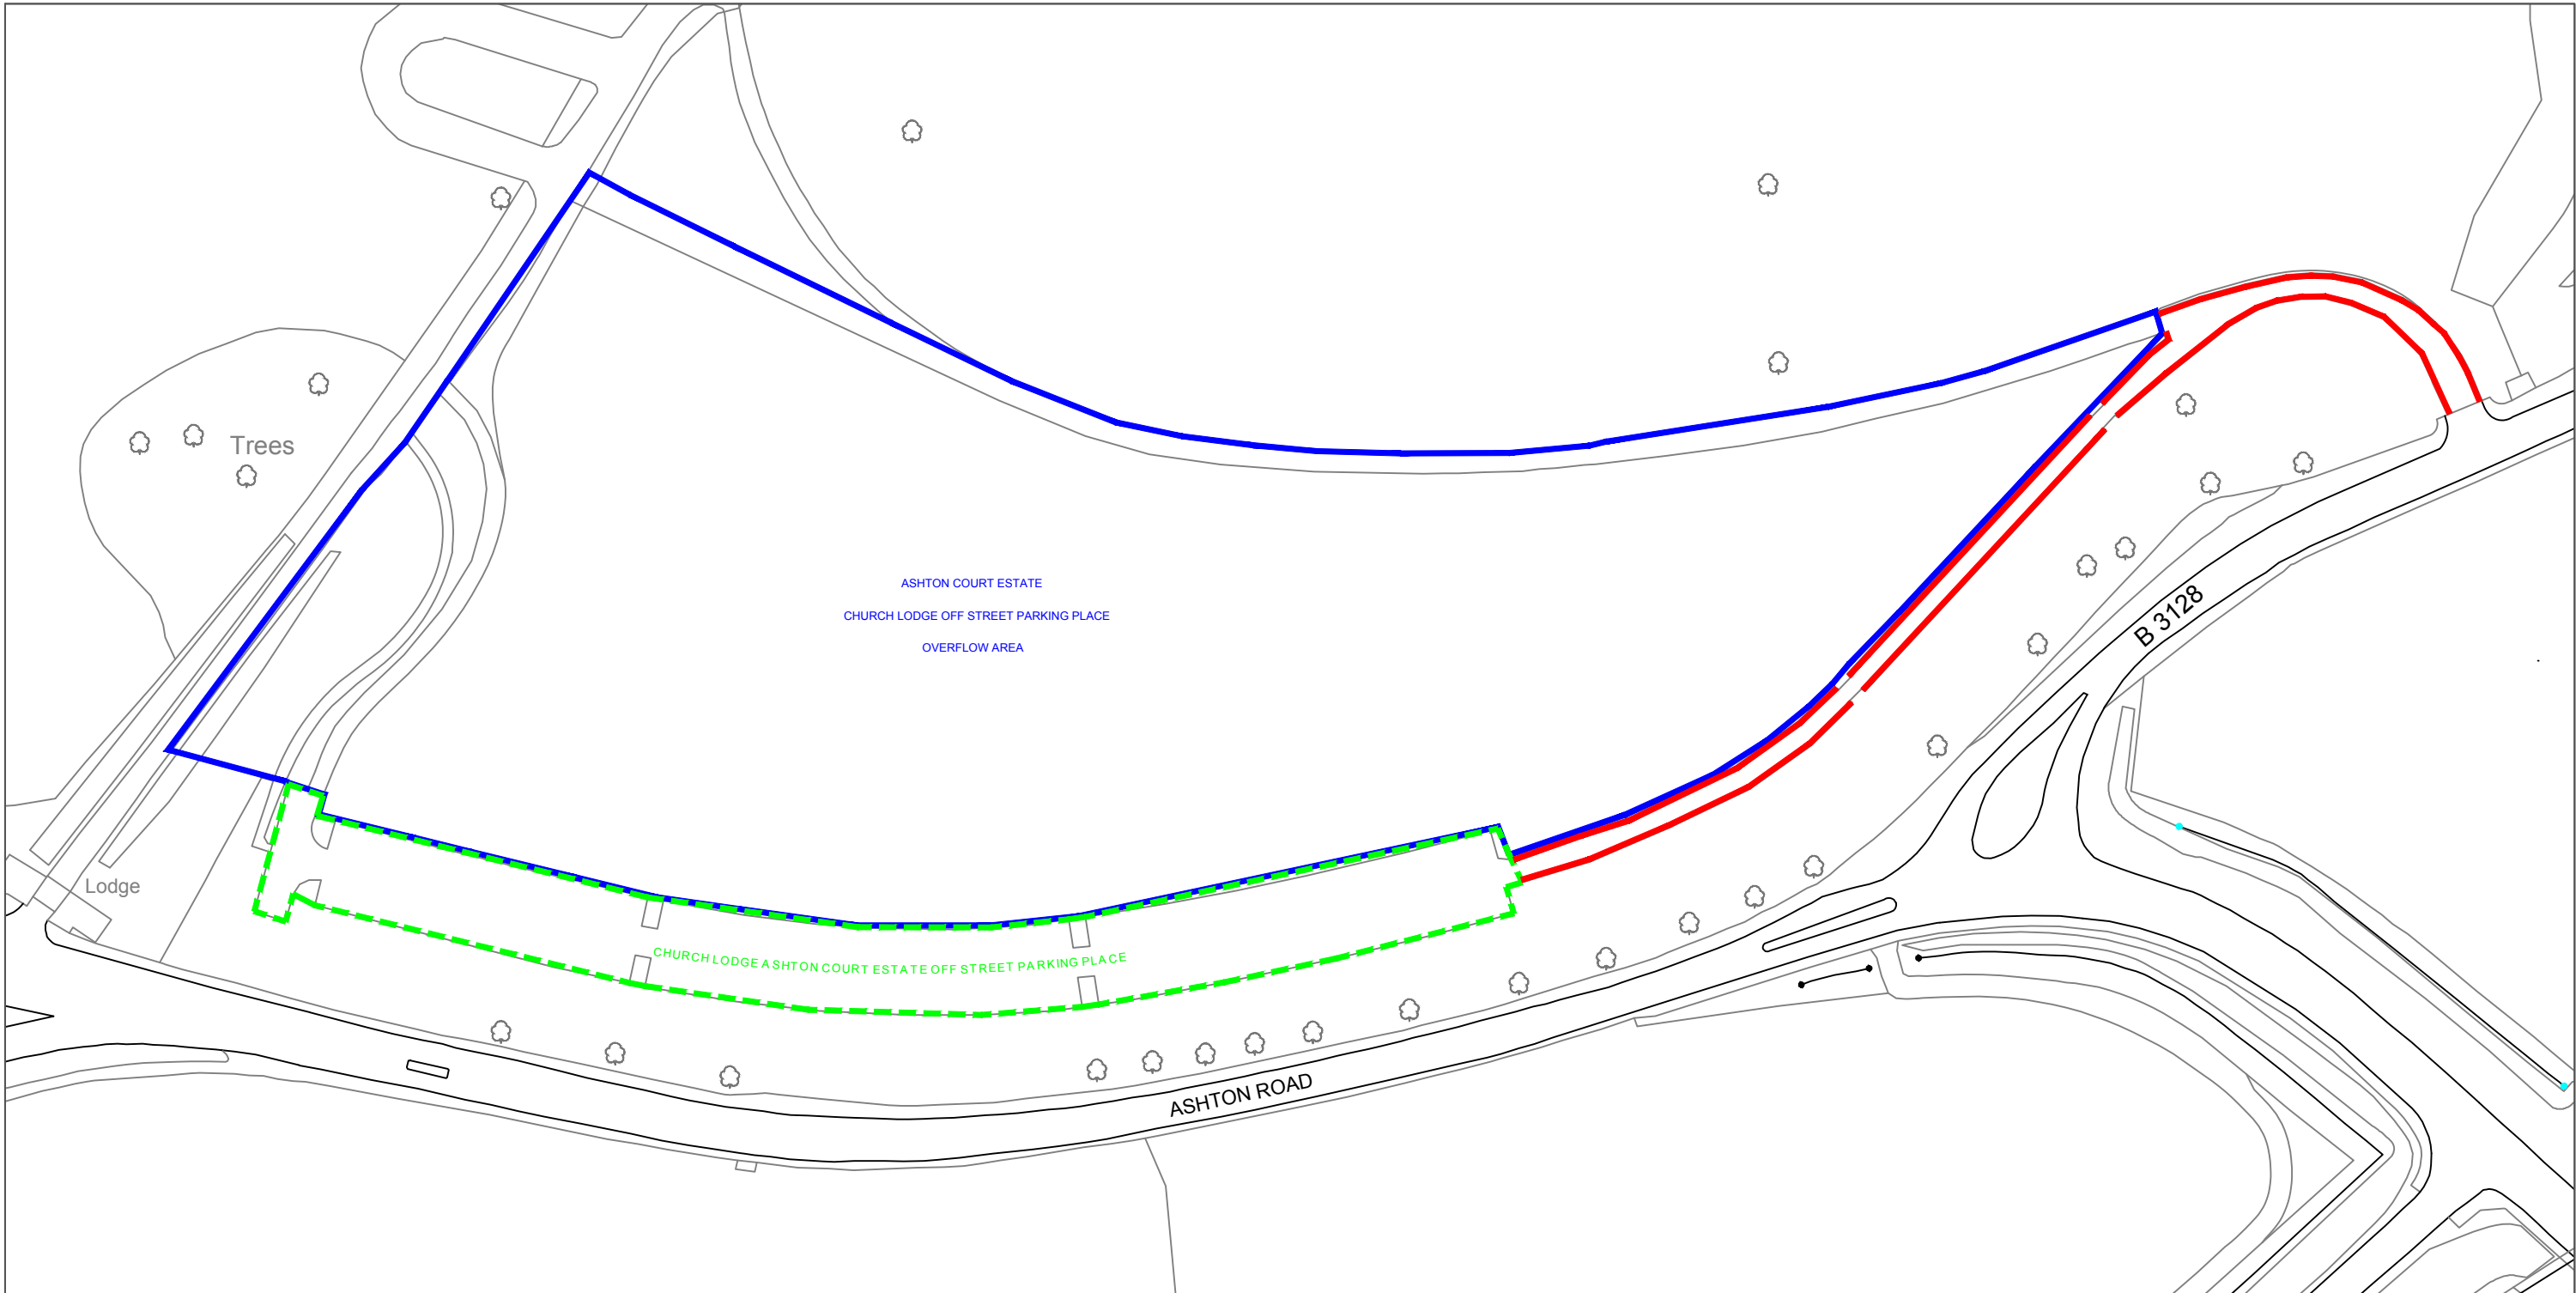 Trees
ASHTON COURT ESTATE
CHURCH LODGE OFF STREET PARKING PLACE
OVERFLOW AREA
B 3128
Lodge
CHURCH LODGE ASHTON COURT ESTATE OFF STREET PARKING PLACE
ASHTON ROAD